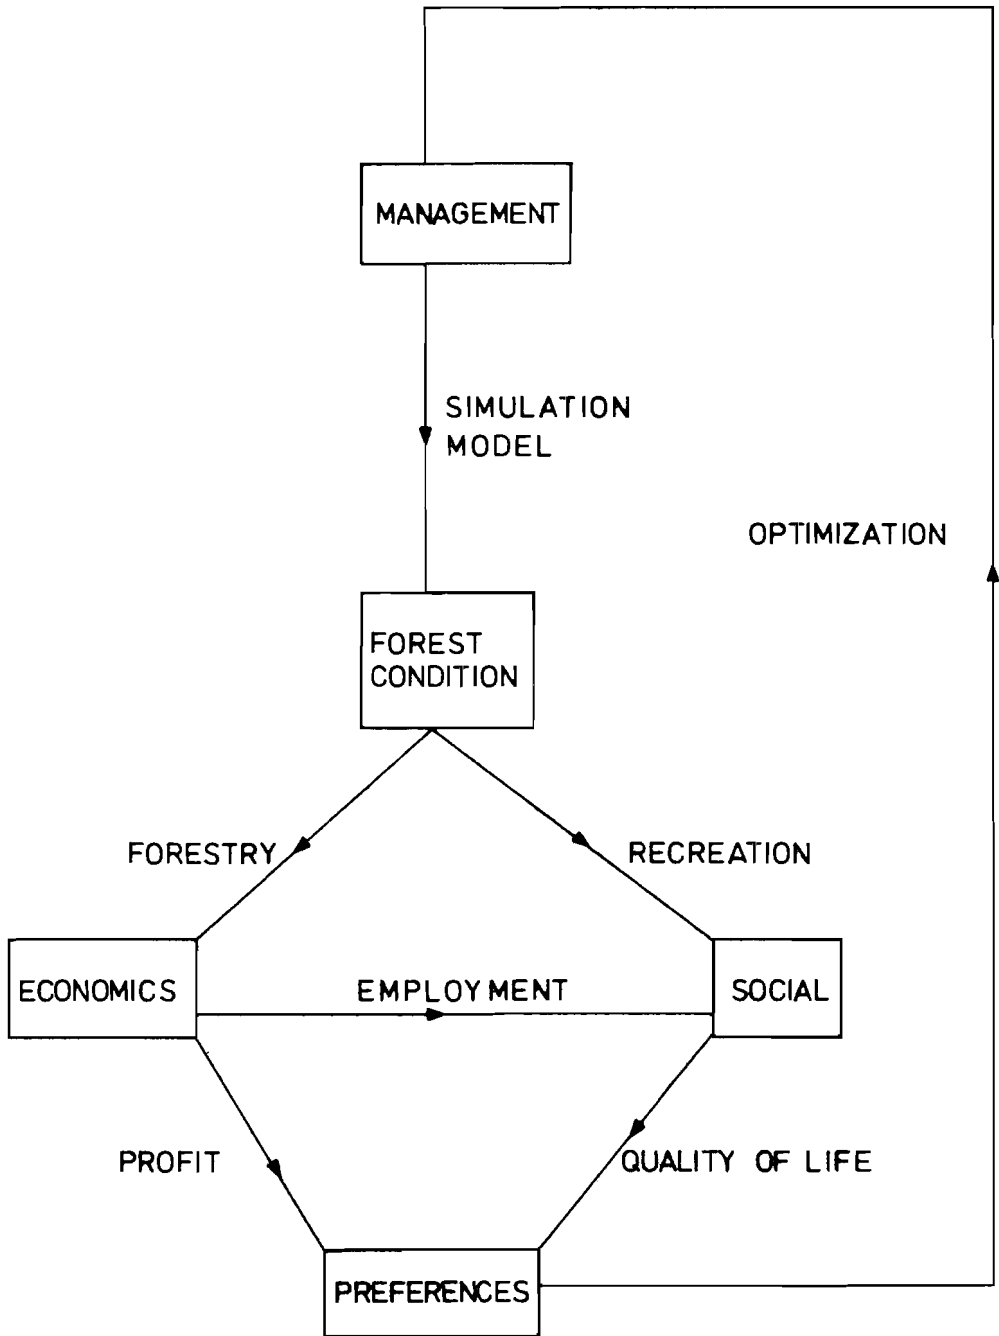 MANAGEMENT
SIMULATION
MODEL
OPTIMIZATION
FOREST
CONDITION
FORESTRY
RECREATION
ECONOMICS
EMPLOYMENT
SOCIAL
PROFIT
QUALITY OF LIFE
PREFERENCES